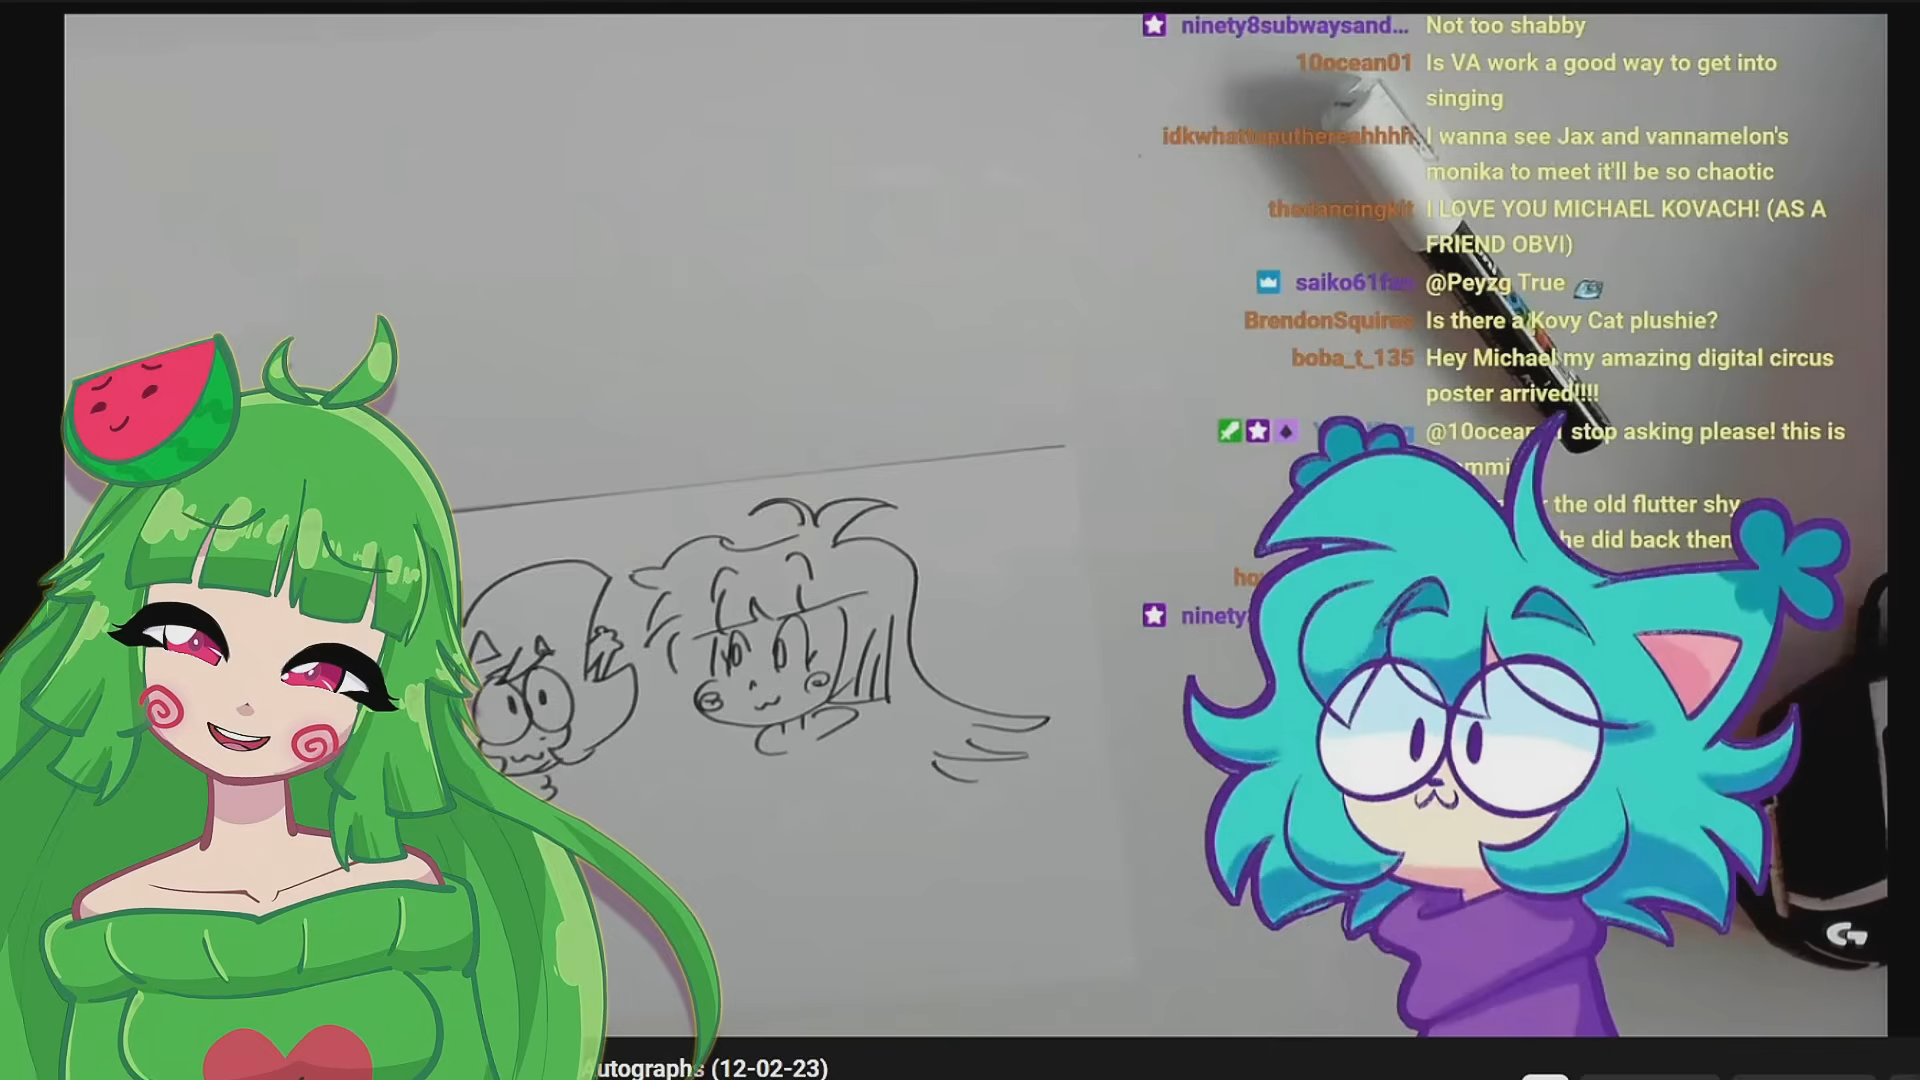 ninety8subwaysand... Not too shabby
10ocean01 Is VA work a good way to get into
singing
I wanna see Jax and vannamelon's
monika to meet it'll be so chaotic
thedancingkit I LOVE YOU MICHAEL KOVACH! (AS A
FRIEND OBVI)
@Peyzg True
Is there a Kovy Cat plushie?
boba_t_135 Hey Michael my amazing digital circus
poster arrived!!!!
stop asking please! this is
the old flutter shy
he did back then
ninety
(12-02-23)